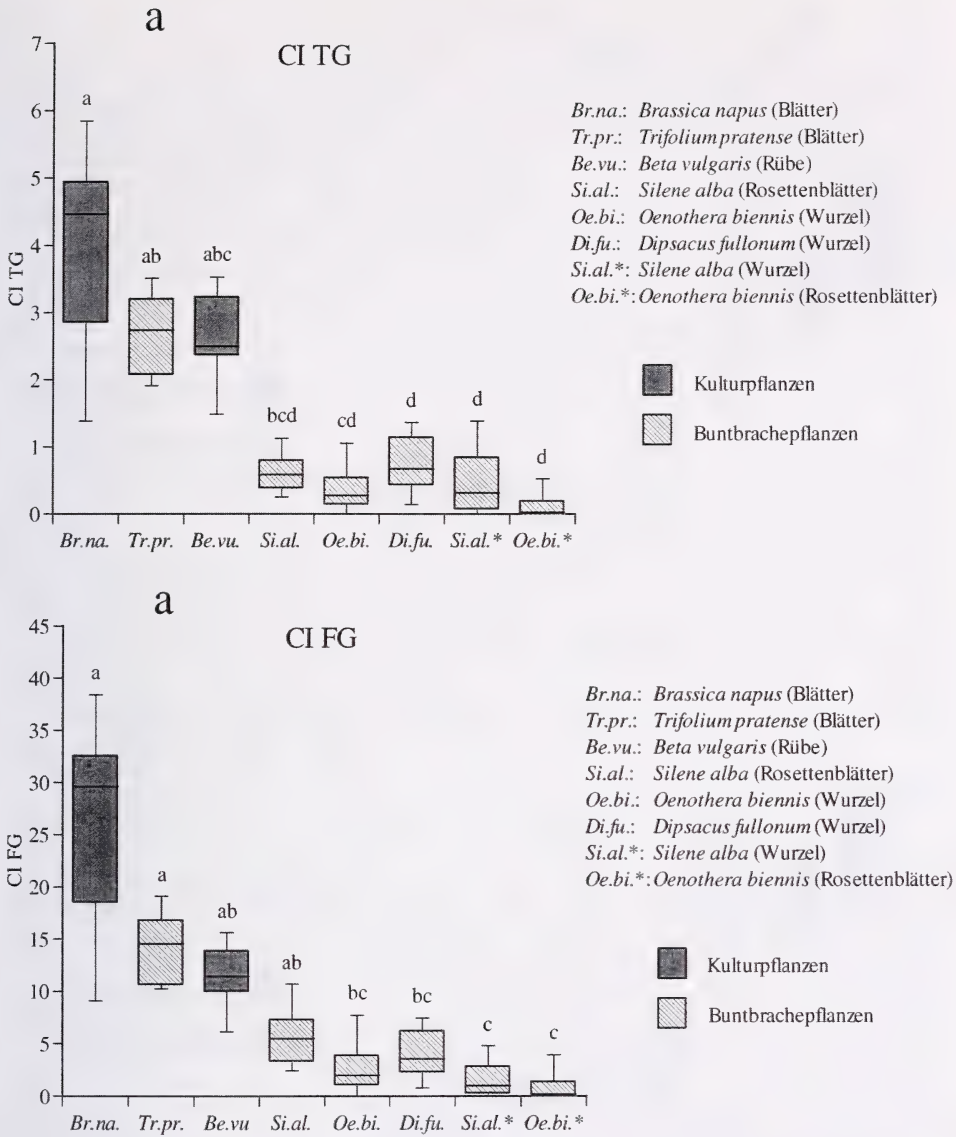 a
CI TG
7
6
5
4
3
2
1
0
CI TG
a
ab
abc
bcd
cd
d
d
d
Br.na. Tr.pr. Be.vu. Si.al. Oe.bi. Di.fu. Si.al.* Oe.bi.*
Br.na.: Brassica napus (Blätter)
Tr.pr.: Trifolium pratense (Blätter)
Be.vu.: Beta vulgaris (Rübe)
Si.al.: Silene alba (Rosettenblätter)
Oe.bi.: Oenothera biennis (Wurzel)
Di.fu.: Dipsacus fullonum (Wurzel)
Si.al.*: Silene alba (Wurzel)
Oe.bi.*: Oenothera biennis (Rosettenblätter)
Kulturpflanzen
Buntbrachepflanzen
a
CI FG
45
40
35
30
25
20
15
10
5
0
CI FG
a
a
ab
ab
bc
bc
c
c
Br.na. Tr.pr. Be.vu Si.al. Oe.bi. Di.fu. Si.al.* Oe.bi.*
Br.na.: Brassica napus (Blätter)
Tr.pr.: Trifolium pratense (Blätter)
Be.vu.: Beta vulgaris (Rübe)
Si.al.: Silene alba (Rosettenblätter)
Oe.bi.: Oenothera biennis (Wurzel)
Di.fu.: Dipsacus fullonum (Wurzel)
Si.al.*: Silene alba (Wurzel)
Oe.bi.*: Oenothera biennis (Rosettenblätter)
Kulturpflanzen
Buntbrachepflanzen